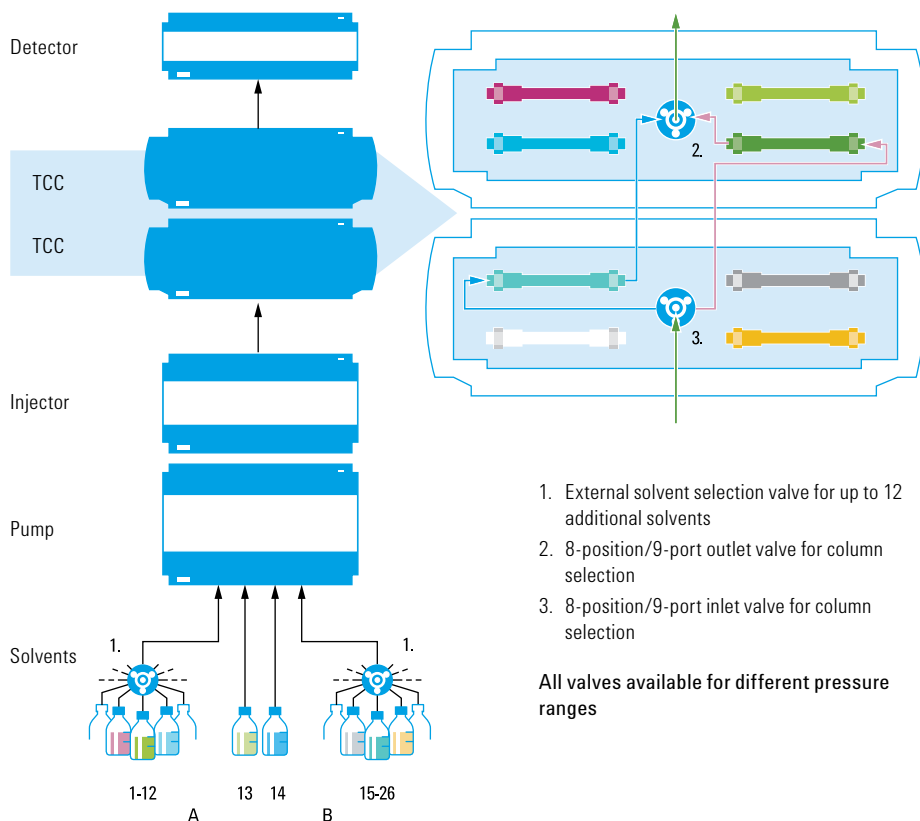 Detector
TCC
TCC
Injector
Pump
Solvents
1.
1.
1-12
13
14
15-26
A
B
2.
3.
1. External solvent selection valve for up to 12
additional solvents
2. 8-position/9-port outlet valve for column
selection
3. 8-position/9-port inlet valve for column
selection
All valves available for different pressure
ranges